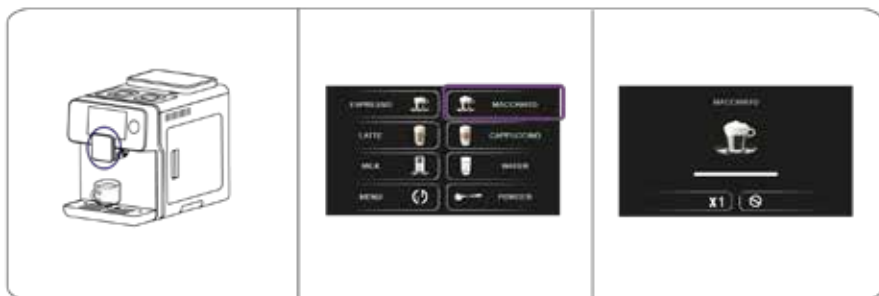 ESPRESSO MACCHIATO
LATTE CAPPUCCINO
MILK WATER
MENU POWDER
MACCHIATO
X1